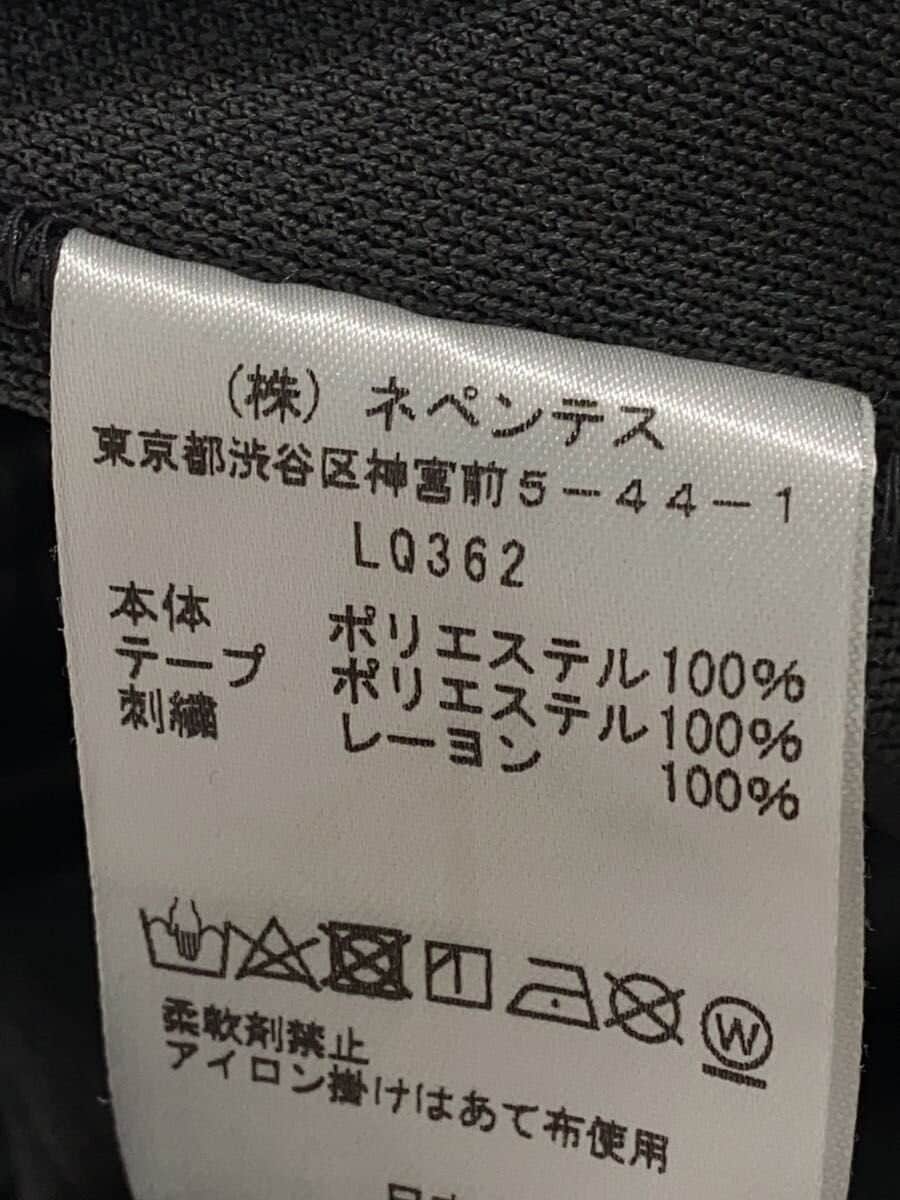 (株) ネペンテス
東京都渋谷区神宮前5-44-1
LQ362
本体 ポリエステル100%
テープ ポリエステル100%
刺繍 レーヨン 100%
W
柔軟剤禁止
アイロン掛けはあて布使用